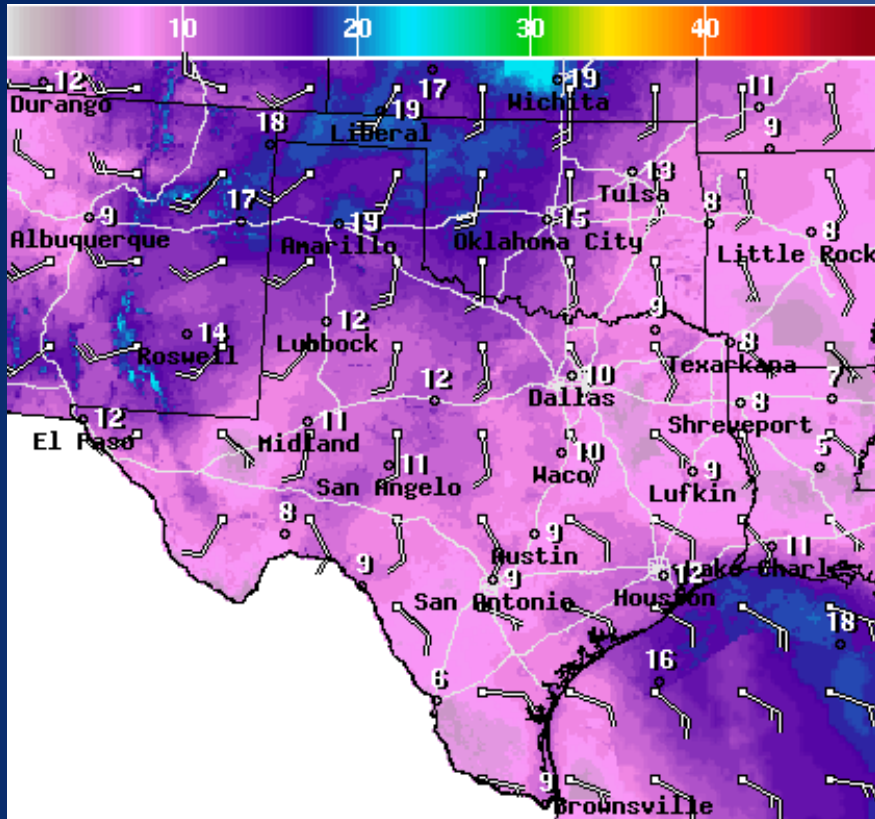 10 20 30 40
12 17 19 11
Durango 19 Wichita
18 Liberal 9
13
Tulsa
9 17 19 15 8 8
Albuquerque Amarillo Oklahoma City Little Rock
14 12 9 8
Roswell Lubbock Texarkana
12 10 7
Dallas 8
12 11 Shreveport
El Paso Midland 10 5
11 Waco 9
San Angelo Lufkin
8 9 11
Austin
9 9 12 Lake Charles
San Antonio Houston
18
16
6
9
Brownsville